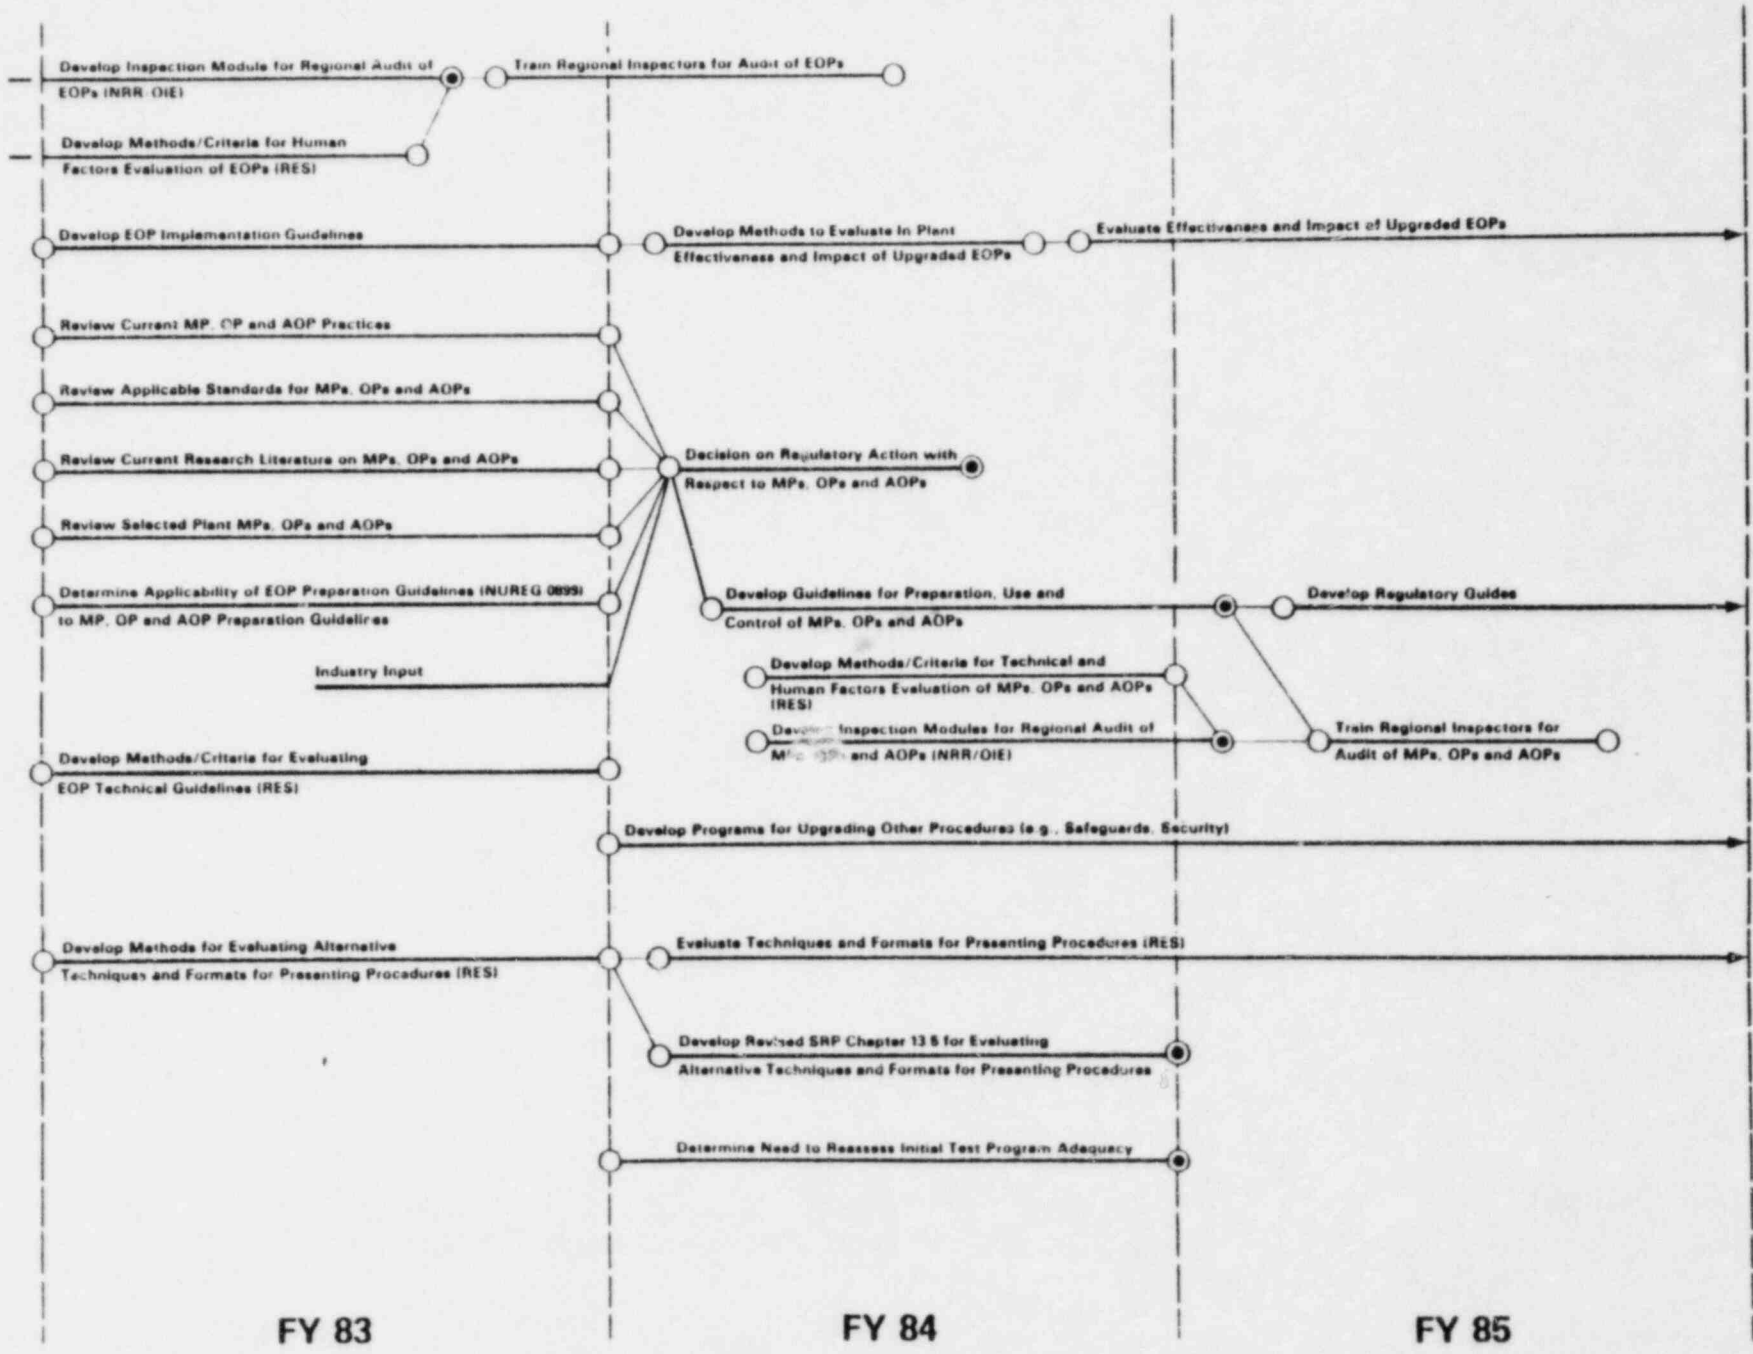 Develop Inspection Module for Regional Audit of
EOPs (NRR OIE)
Train Regional Inspectors for Audit of EOPs
Develop Methods/Criteria for Human
Factors Evaluation of EOPs (RES)
Develop EOP Implementation Guidelines
Develop Methods to Evaluate In Plant
Effectiveness and Impact of Upgraded EOPs
Evaluate Effectiveness and Impact of Upgraded EOPs
Review Current MP, OP and AOP Practices
Review Applicable Standards for MPs, OPs and AOPs
Review Current Research Literature on MPs, OPs and AOPs
Decision on Regulatory Action with
Respect to MPs, OPs and AOPs
Review Selected Plant MPs, OPs and AOPs
Determine Applicability of EOP Preparation Guidelines (NUREG 0899)
to MP, OP and AOP Preparation Guidelines
Develop Guidelines for Preparation, Use and
Control of MPs, OPs and AOPs
Develop Regulatory Guides
Industry Input
Develop Methods/Criteria for Technical and
Human Factors Evaluation of MPs, OPs and AOPs
(RES)
Inspection Modules for Regional Audit of
and AOPs (NRR/OIE)
Train Regional Inspectors for
Audit of MPs, OPs and AOPs
Develop Methods/Criteria for Evaluating
EOP Technical Guidelines (RES)
Develop Programs for Upgrading Other Procedures (e.g., Safeguards, Security)
Develop Methods for Evaluating Alternative
Techniques and Formats for Presenting Procedures (RES)
Evaluate Techniques and Formats for Presenting Procedures (RES)
Develop Revised SRP Chapter 13.5 for Evaluating
Alternative Techniques and Formats for Presenting Procedures
Determine Need to Reassess Initial Test Program Adequacy
FY 83
FY 84
FY 85